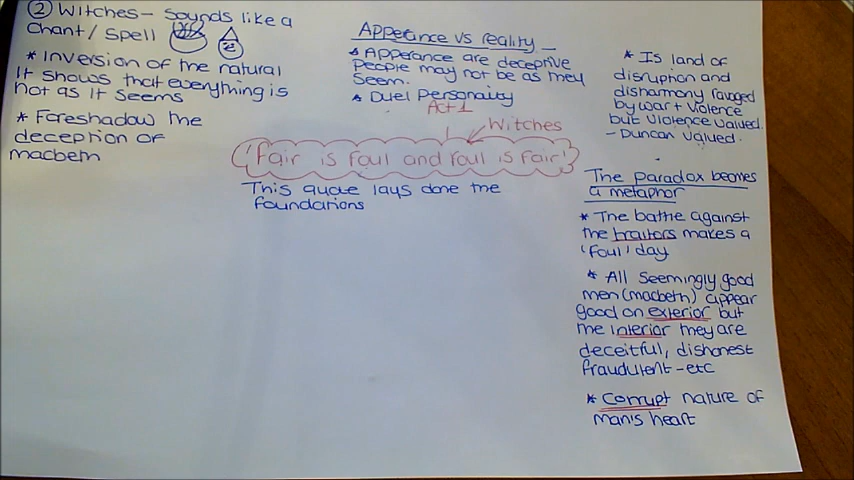 ② Witches - Sounds like a
Chant / Spell
* Inversion of the natural
It shows that everything is
not as it seems
* Foreshadow the
deception of
macbeth
Apperance vs reality -
* Apperance are deceptive
People may not be as they
Seem.
* Duel Personality
Act 1
Witches
'Fair is Foul and Foul is Fair'
This quote lays done the
foundations
* Is land of
disruption and
disharmony ravaged
by war + violence
but violence valued.
- Duncan valued.
The paradox becomes
a metaphor
* The battle against
the traitors makes a
'foul' day
* All seemingly good
men (macbeth) appear
good on exterior but
the interior they are
deceitful, dishonest
fraudulent - etc
* Corrupt nature of
man's heart